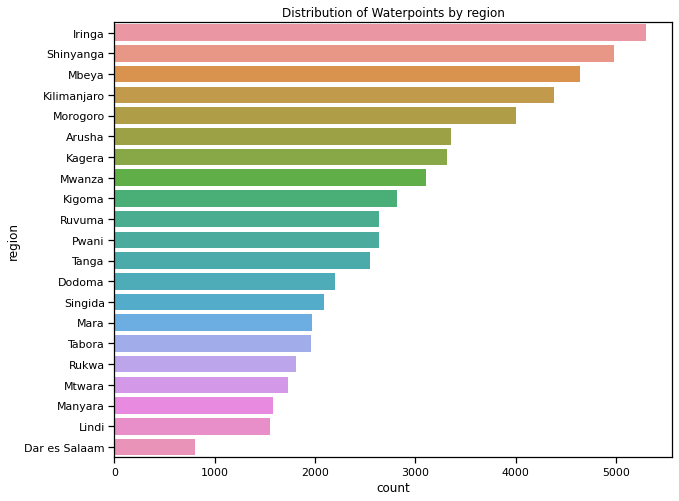 Distribution of Waterpoints by region
Iringa
Shinyanga
Mbeya
Kilimanjaro
Morogoro
Arusha
Kagera
Mwanza
Kigoma
Ruvuma
Pwani
Tanga
Dodoma
Singida
Mara
Tabora
Rukwa
Mtwara
Manyara
Lindi
Dar es Salaam
region
0 1000 2000 3000 4000 5000
count